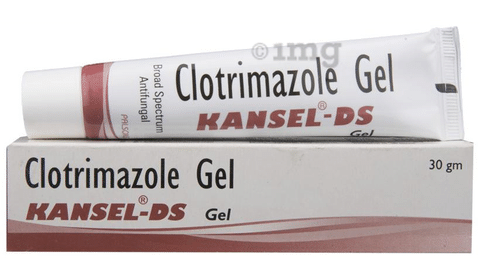 ©1mg
Clotrimazole Gel
Broad Spectrum
Antifungal
KANSEL®-DS
Gel
Clotrimazole Gel
30 gm
KANSEL®-DS Gel